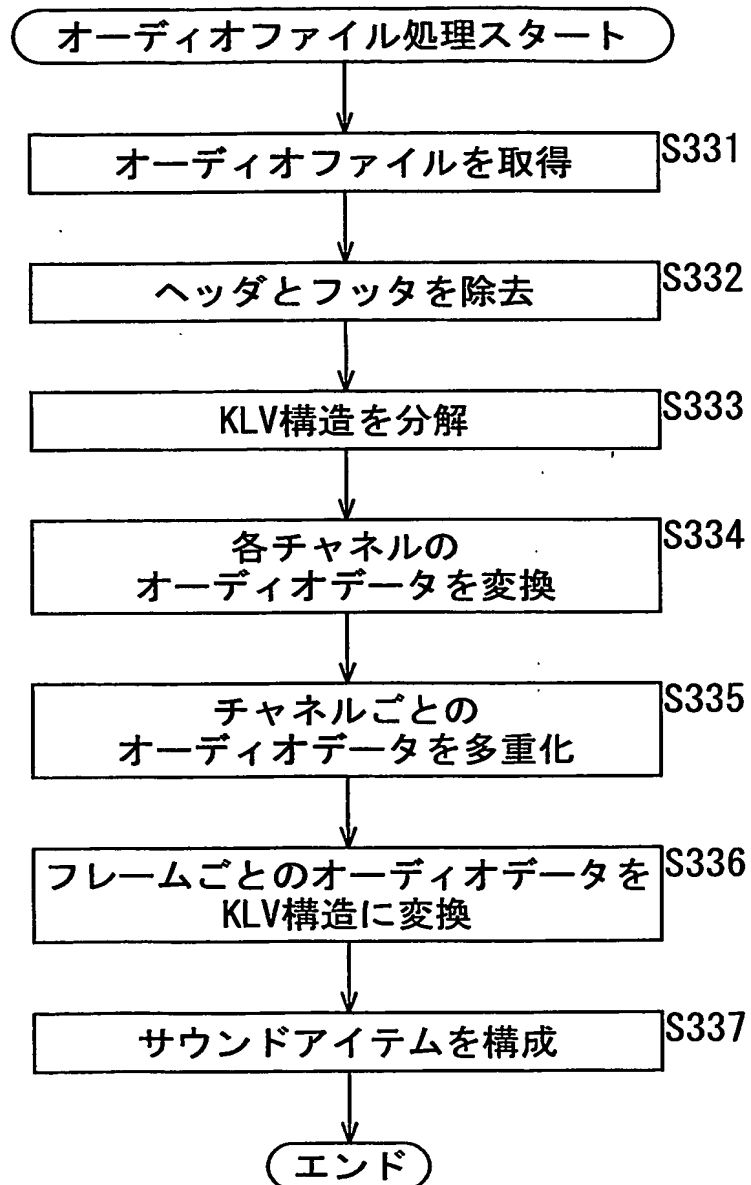 オーディオファイル処理スタート
オーディオファイルを取得
S331
ヘッダとフッタを除去
S332
KLV構造を分解
S333
各チャネルの
オーディオデータを変換
S334
チャネルごとの
オーディオデータを多重化
S335
フレームごとのオーディオデータを
KLV構造に変換
S336
サウンドアイテムを構成
S337
エンド